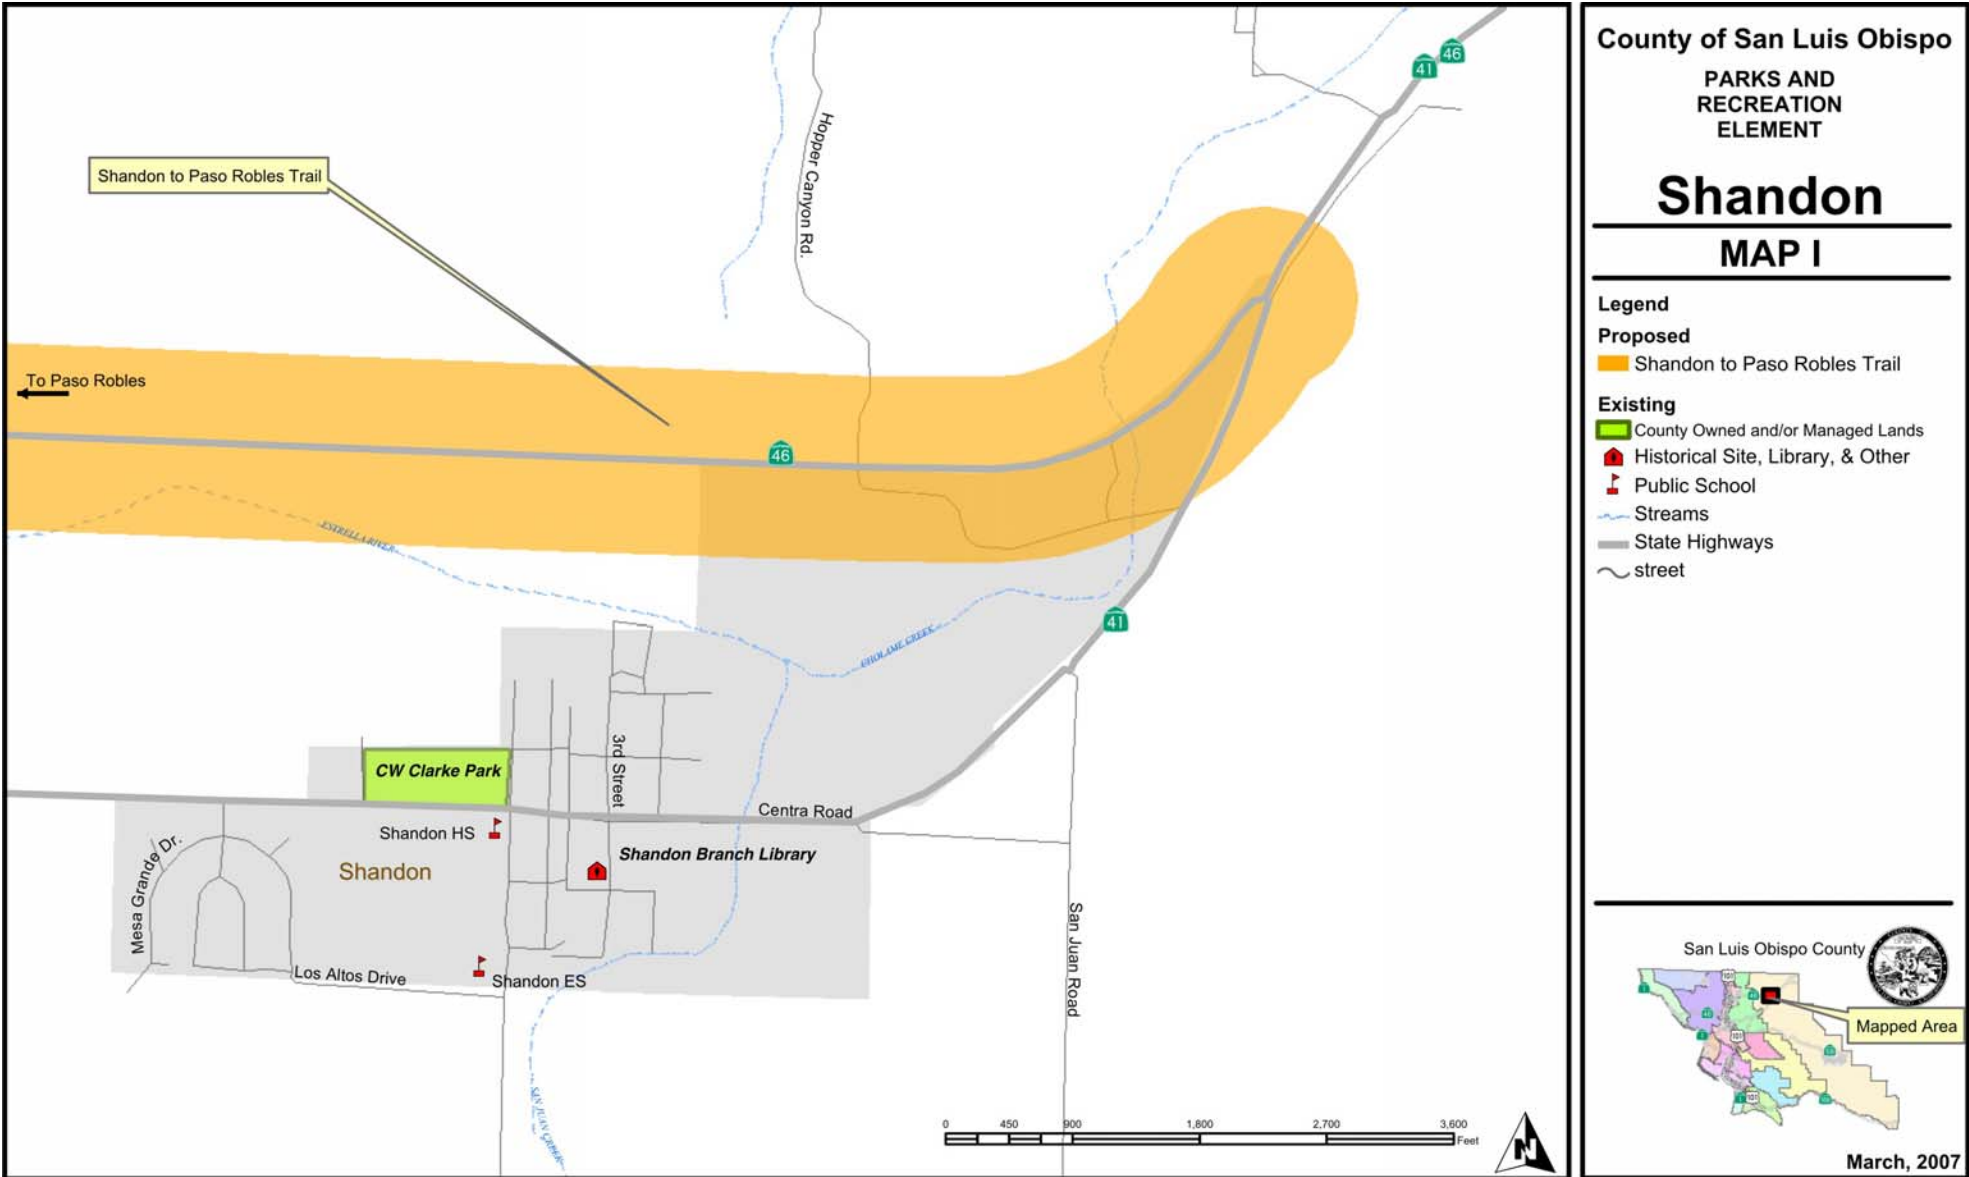 Shandon to Paso Robles Trail
To Paso Robles
Hopper Canyon Rd.
41
46
46
41
ESTRELLA RIVER
CHOLAME CREEK
3rd Street
CW Clarke Park
Centra Road
Shandon HS
Shandon Branch Library
Shandon
Mesa Grande Dr.
Los Altos Drive
Shandon ES
San Juan Road
SAN JUAN CREEK
0 450 900 1,800 2,700 3,600
Feet
N
County of San Luis Obispo
PARKS AND
RECREATION
ELEMENT
Shandon
MAP I
Legend
Proposed
Shandon to Paso Robles Trail
Existing
County Owned and/or Managed Lands
Historical Site, Library, & Other
Public School
Streams
State Highways
street
San Luis Obispo County
101
101
101
Mapped Area
March, 2007